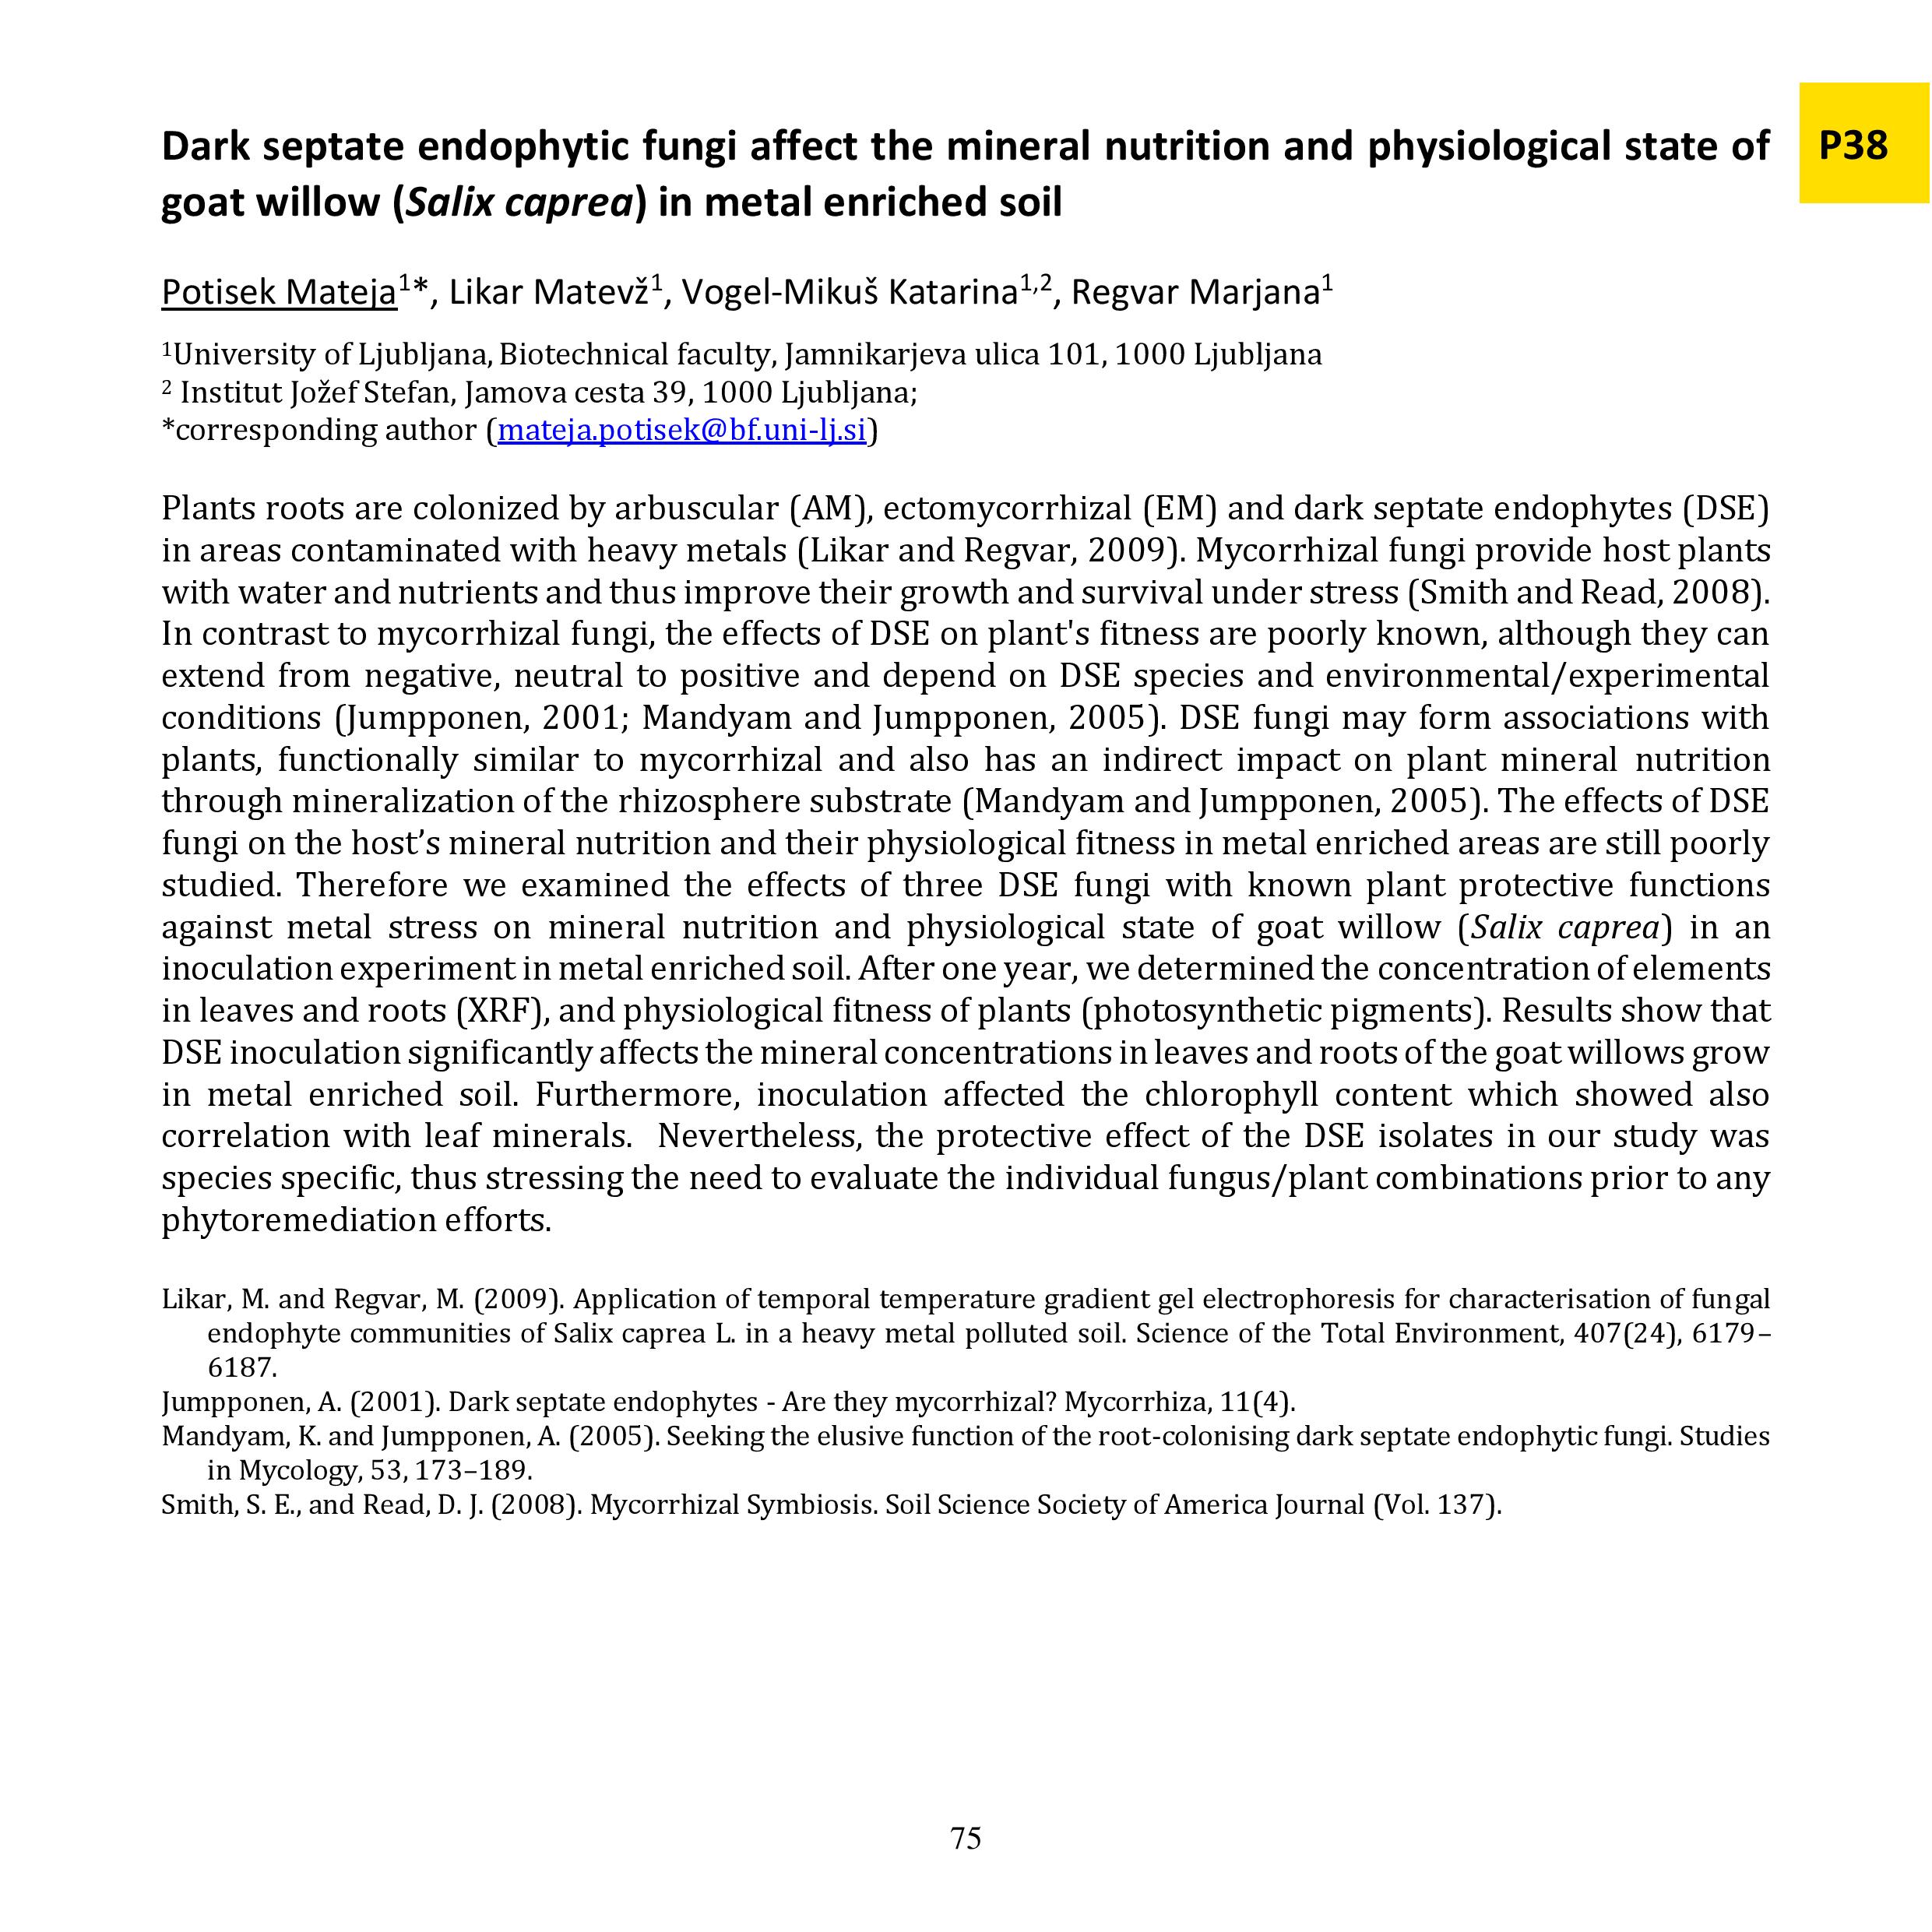 Dark septate endophytic fungi affect the mineral nutrition and physiological state of
goat willow (Salix caprea) in metal enriched soil
P38
Potisek Mateja¹*, Likar Matevž¹, Vogel-Mikuš Katarina¹,², Regvar Marjana¹
¹University of Ljubljana, Biotechnical faculty, Jamnikarjeva ulica 101, 1000 Ljubljana
² Institut Jožef Stefan, Jamova cesta 39, 1000 Ljubljana;
*corresponding author (mateja.potisek@bf.uni-lj.si)
Plants roots are colonized by arbuscular (AM), ectomycorrhizal (EM) and dark septate endophytes (DSE)
in areas contaminated with heavy metals (Likar and Regvar, 2009). Mycorrhizal fungi provide host plants
with water and nutrients and thus improve their growth and survival under stress (Smith and Read, 2008).
In contrast to mycorrhizal fungi, the effects of DSE on plant's fitness are poorly known, although they can
extend from negative, neutral to positive and depend on DSE species and environmental/experimental
conditions (Jumpponen, 2001; Mandyam and Jumpponen, 2005). DSE fungi may form associations with
plants, functionally similar to mycorrhizal and also has an indirect impact on plant mineral nutrition
through mineralization of the rhizosphere substrate (Mandyam and Jumpponen, 2005). The effects of DSE
fungi on the host’s mineral nutrition and their physiological fitness in metal enriched areas are still poorly
studied. Therefore we examined the effects of three DSE fungi with known plant protective functions
against metal stress on mineral nutrition and physiological state of goat willow (Salix caprea) in an
inoculation experiment in metal enriched soil. After one year, we determined the concentration of elements
in leaves and roots (XRF), and physiological fitness of plants (photosynthetic pigments). Results show that
DSE inoculation significantly affects the mineral concentrations in leaves and roots of the goat willows grow
in metal enriched soil. Furthermore, inoculation affected the chlorophyll content which showed also
correlation with leaf minerals.  Nevertheless, the protective effect of the DSE isolates in our study was
species specific, thus stressing the need to evaluate the individual fungus/plant combinations prior to any
phytoremediation efforts.
Likar, M. and Regvar, M. (2009). Application of temporal temperature gradient gel electrophoresis for characterisation of fungal
endophyte communities of Salix caprea L. in a heavy metal polluted soil. Science of the Total Environment, 407(24), 6179–
6187.
Jumpponen, A. (2001). Dark septate endophytes - Are they mycorrhizal? Mycorrhiza, 11(4).
Mandyam, K. and Jumpponen, A. (2005). Seeking the elusive function of the root-colonising dark septate endophytic fungi. Studies
in Mycology, 53, 173–189.
Smith, S. E., and Read, D. J. (2008). Mycorrhizal Symbiosis. Soil Science Society of America Journal (Vol. 137).
75